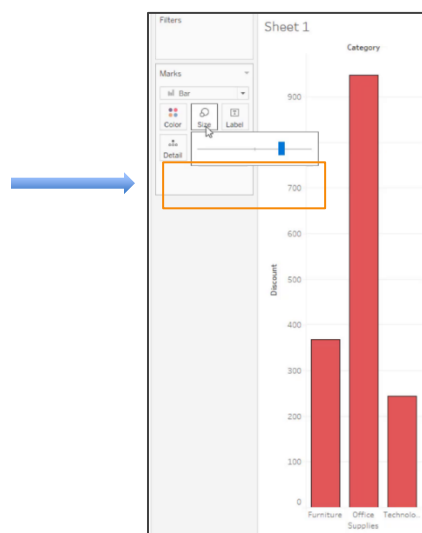 Filters
Sheet 1
Category
Marks
Bar
Color
Size
Label
Detail
900
700
600
500
400
300
200
100
0
Discount
Furniture
Office
Supplies
Technolo..